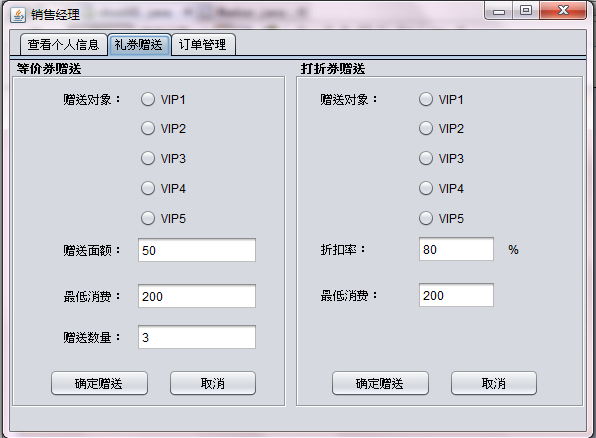 销售经理
查看个人信息 礼券赠送 订单管理
等价券赠送
赠送对象：
VIP1
VIP2
VIP3
VIP4
VIP5
赠送面额： 50
最低消费： 200
赠送数量： 3
确定赠送 取消
打折券赠送
赠送对象：
VIP1
VIP2
VIP3
VIP4
VIP5
折扣率： 80 %
最低消费： 200
确定赠送 取消